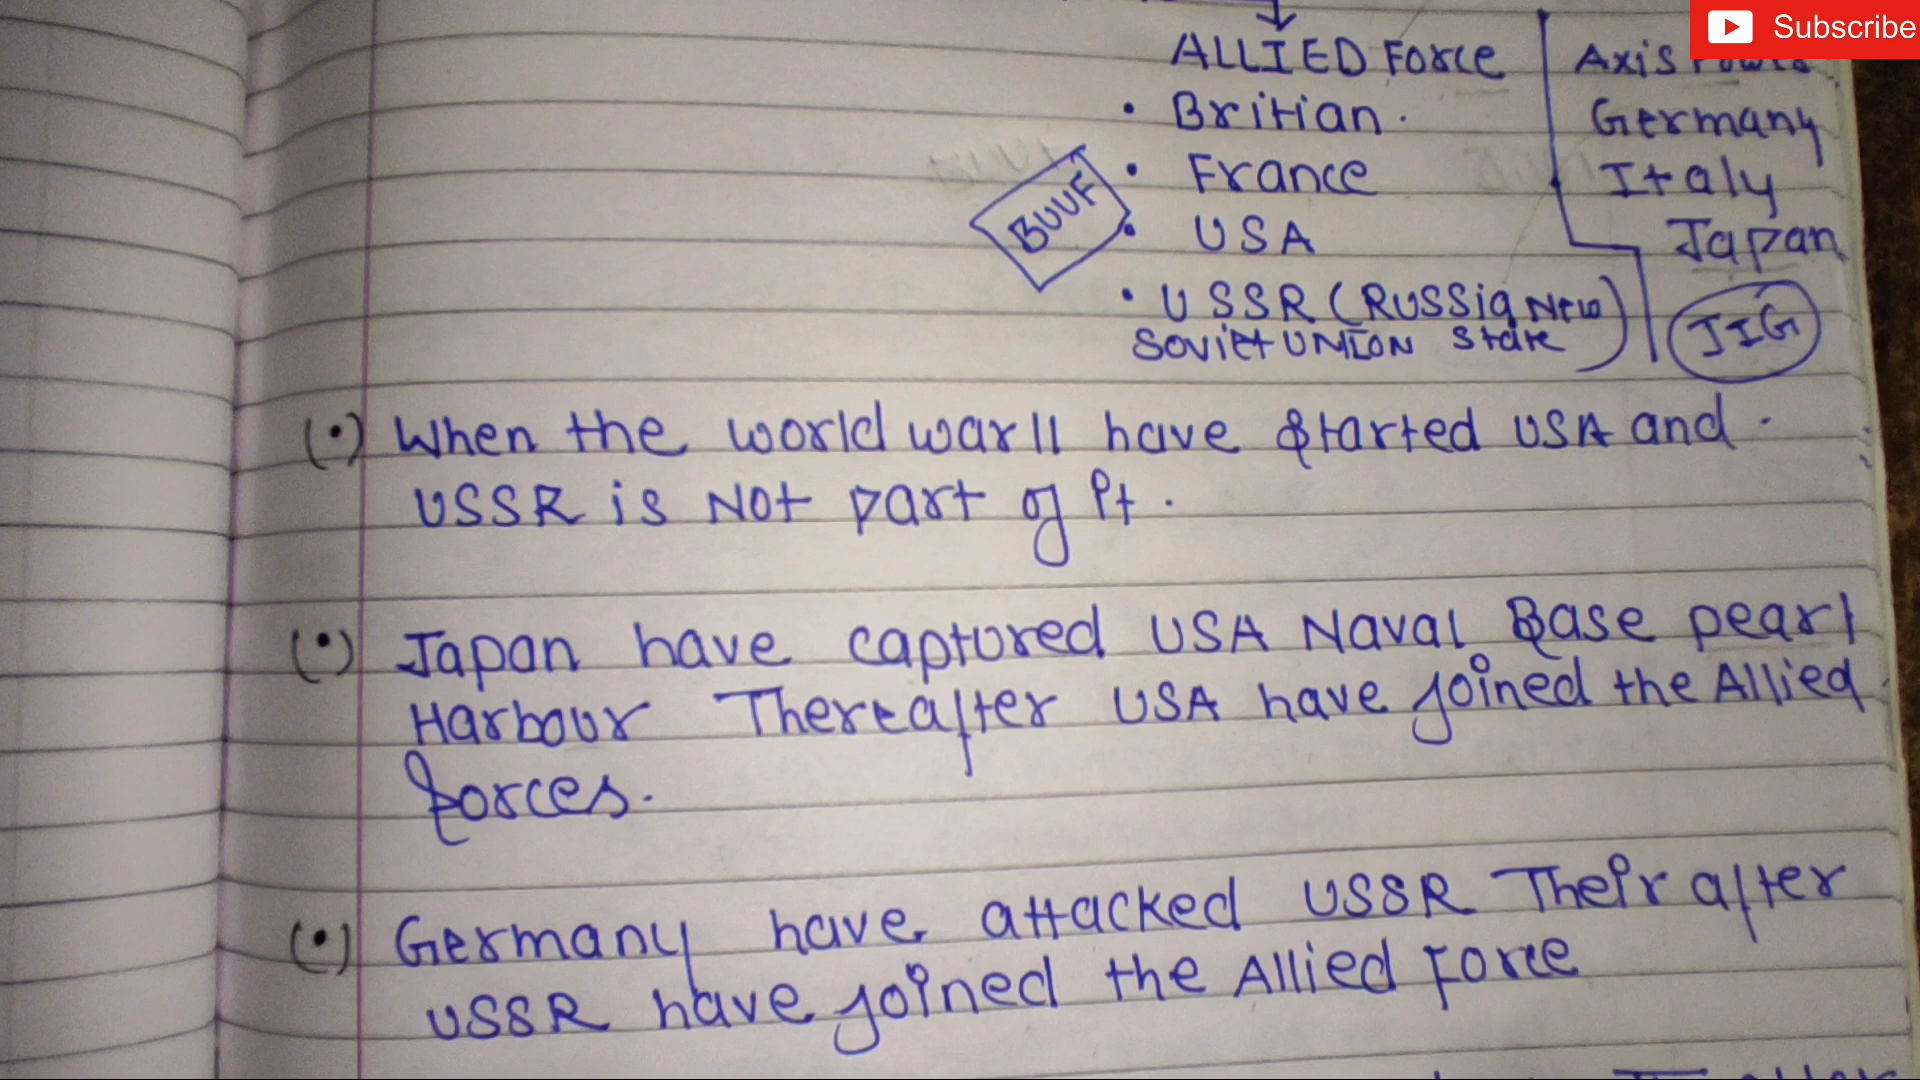 Subscribe
ALLIED Force
• Britian.
• France
• USA
• USSR (RUSSia New
Soviet UNION State)
BUUF
Axis
Germany
Italy
Japan
JIG
(•) When the world war II have started USA and
USSR is Not part of it.
(•) Japan have captured USA Naval Base pearl
Harbour Thereafter USA have joined the Allied
forces.
(•) Germany have attacked USSR Their after
USSR have joined the Allied Force